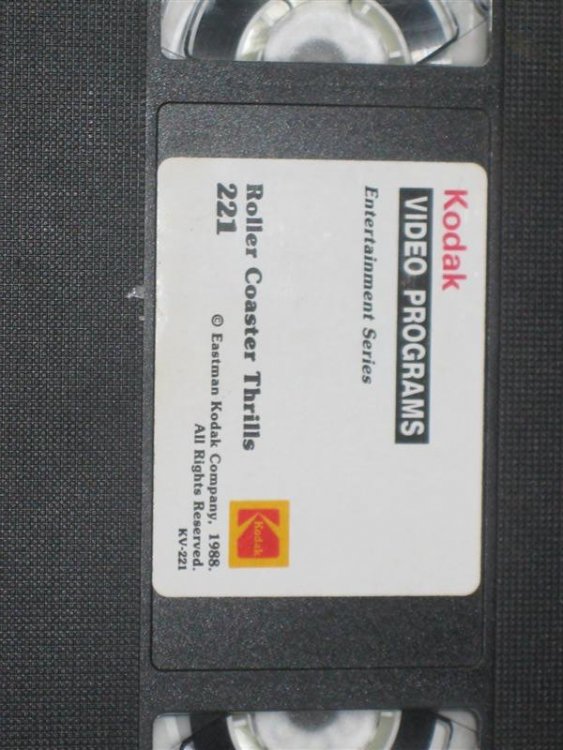 Kodak
VIDEO PROGRAMS
Entertainment Series
Roller Coaster Thrills
221
© Eastman Kodak Company, 1988.
All Rights Reserved.
KV-221
Kodak